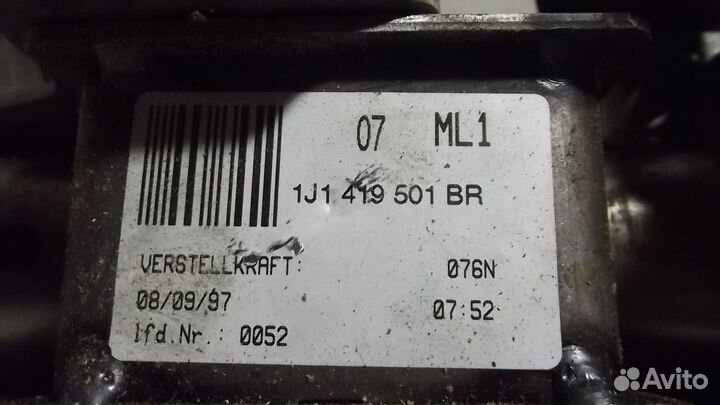 07 ML1
1J1 419 501 BR
VERSTELLKRAFT: 076N
08/09/97 07:52
lfd.Nr.: 0052
Avito